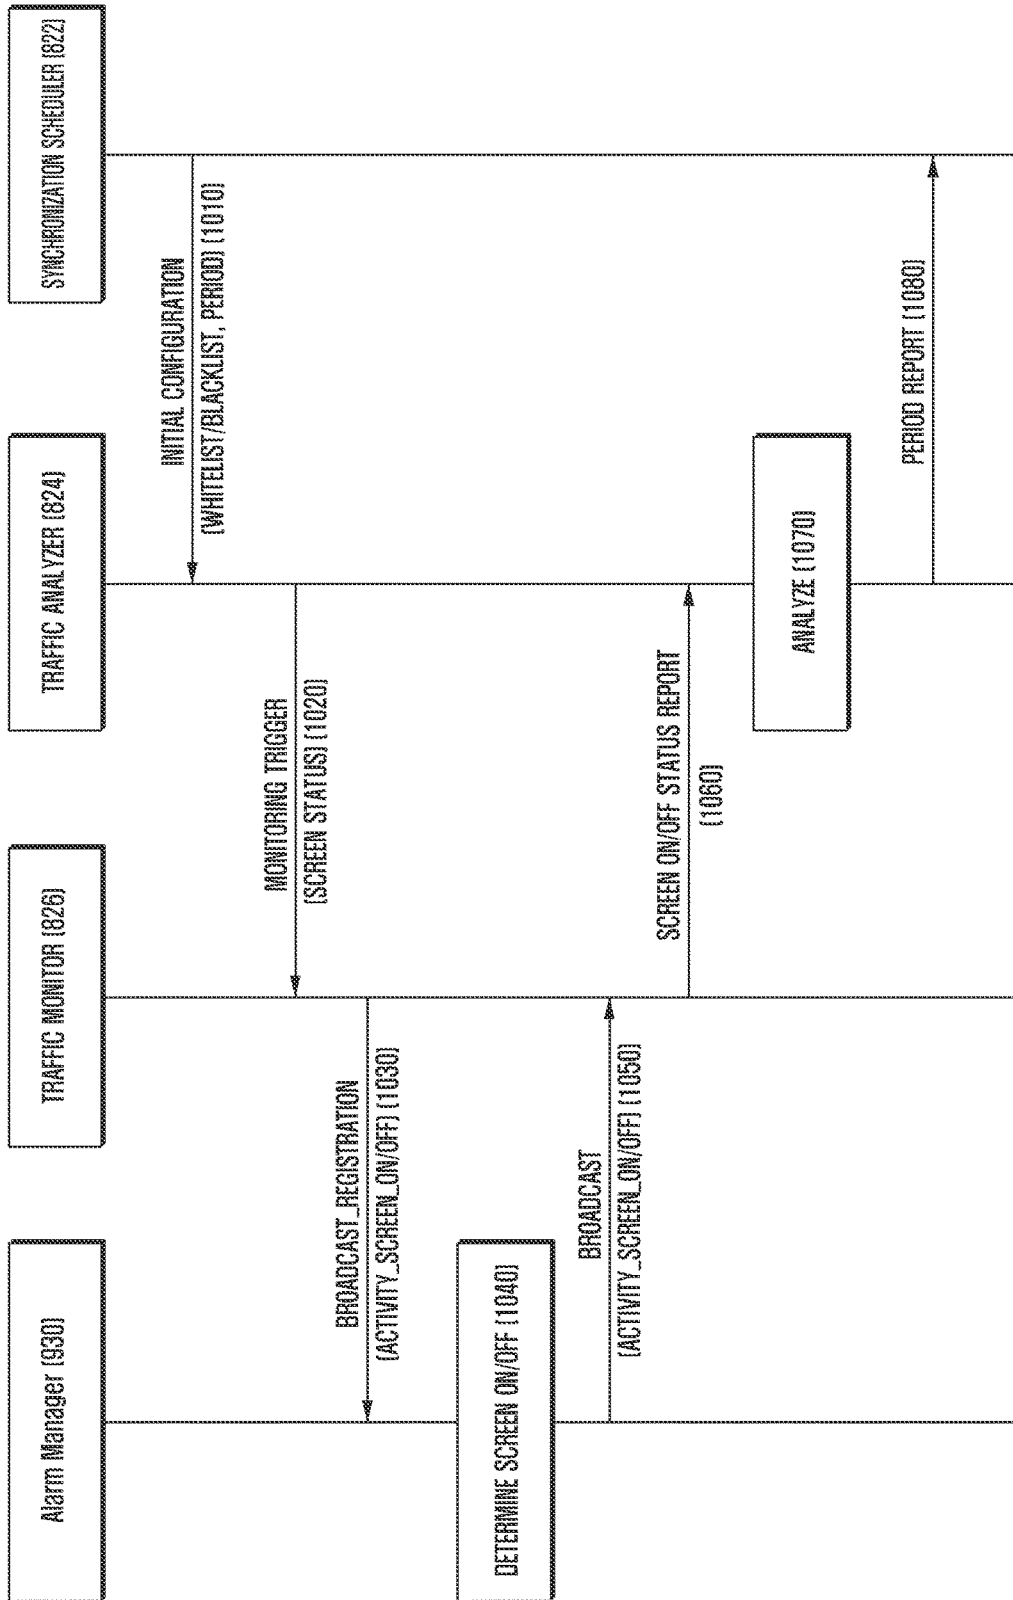 Alarm Manager (930)
TRAFFIC MONITOR (826)
TRAFFIC ANALYZER (824)
SYNCHRONIZATION SCHEDULER (822)
INITIAL CONFIGURATION
(WHITELIST/BLACKLIST, PERIOD) (1010)
MONITORING TRIGGER
(SCREEN STATUS) (1020)
BROADCAST_REGISTRATION
(ACTIVITY_SCREEN_ON/OFF) (1030)
DETERMINE SCREEN ON/OFF (1040)
BROADCAST
(ACTIVITY_SCREEN_ON/OFF) (1050)
SCREEN ON/OFF STATUS REPORT
(1060)
ANALYZE (1070)
PERIOD REPORT (1080)